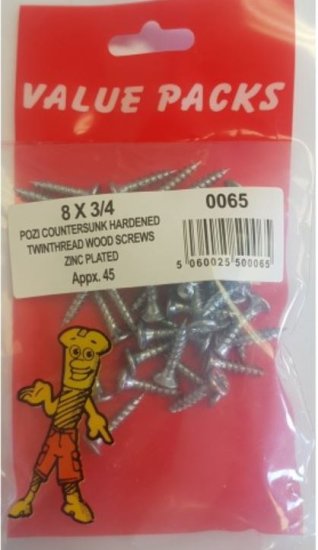 VALUE PACKS
8 X 3/4
0065
POZI COUNTERSUNK HARDENED
TWINTHREAD WOOD SCREWS
ZINC PLATED
Appx. 45
5 060025 500065